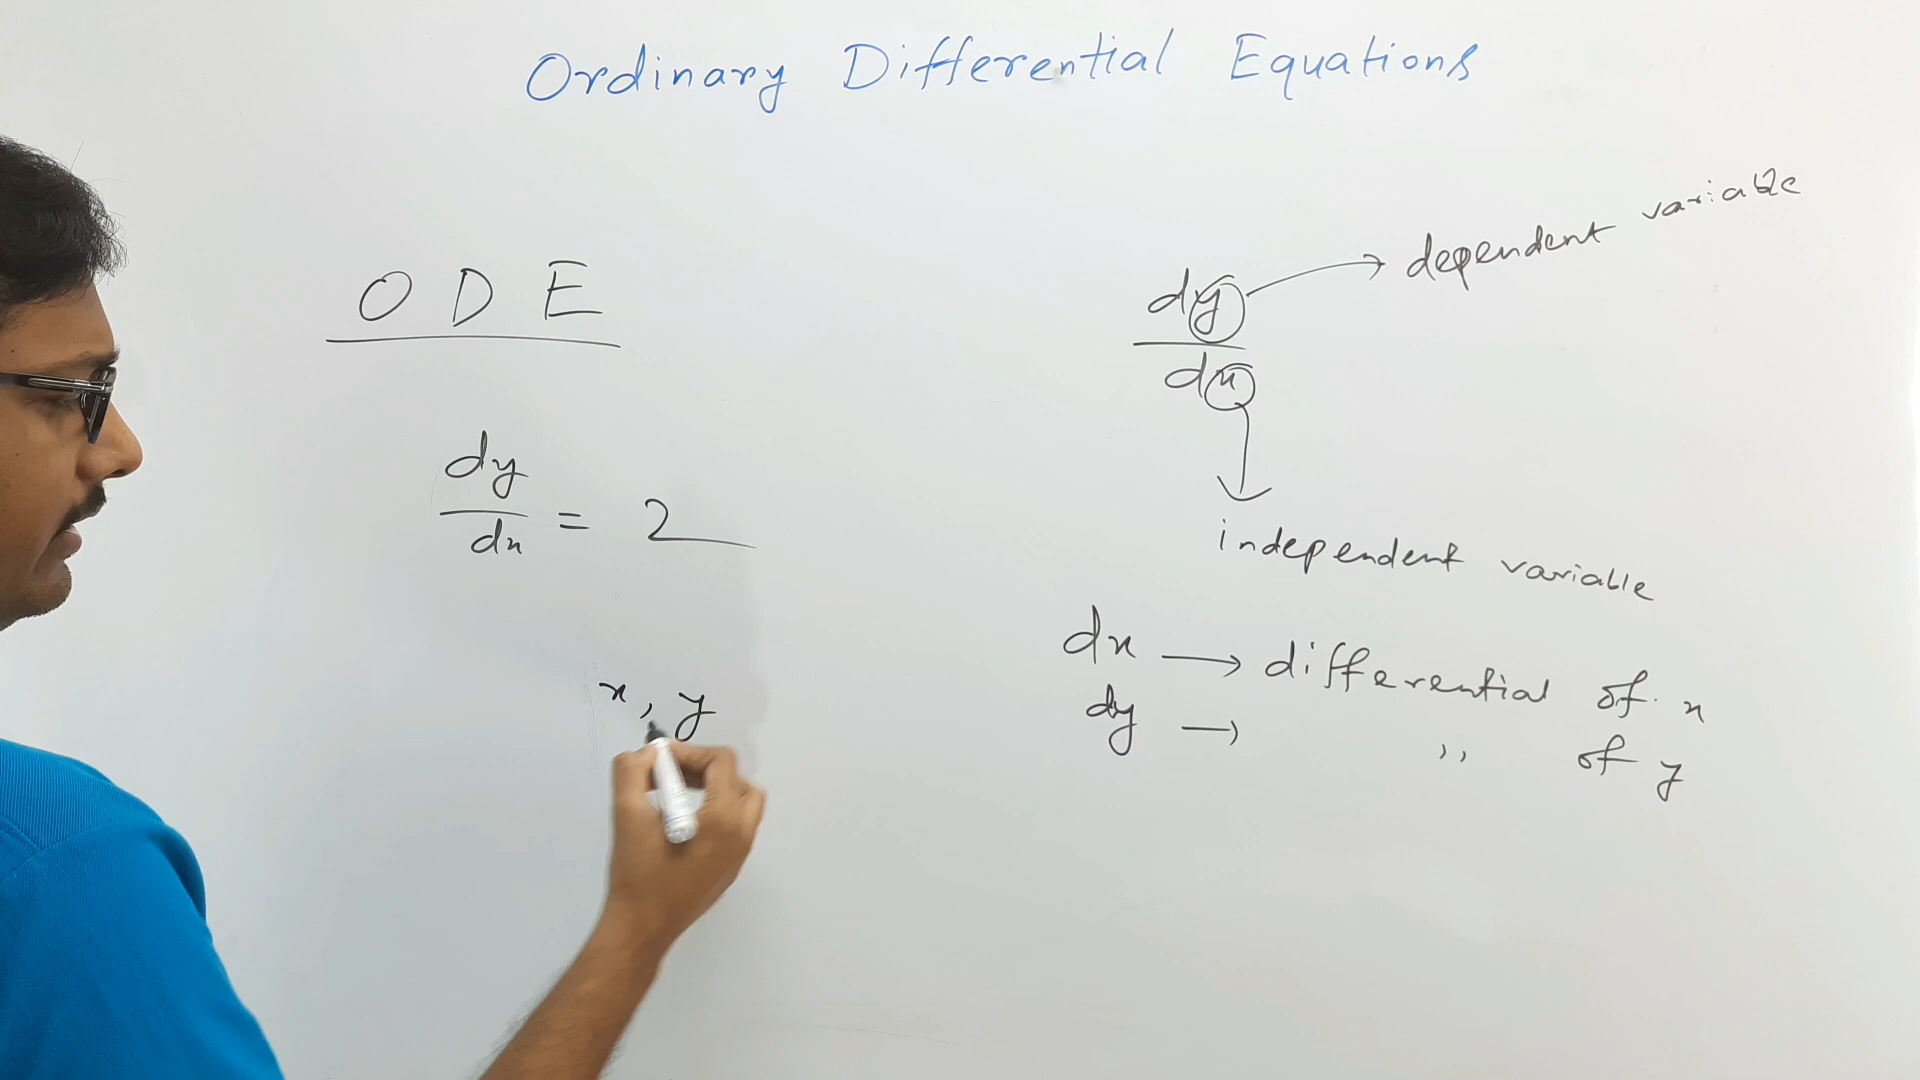 Ordinary Differential Equations
O D E
dy
dx = 2
x, y
dy → dependent variable
dx
independent variable
dx → differential of x
dy → ,, of y